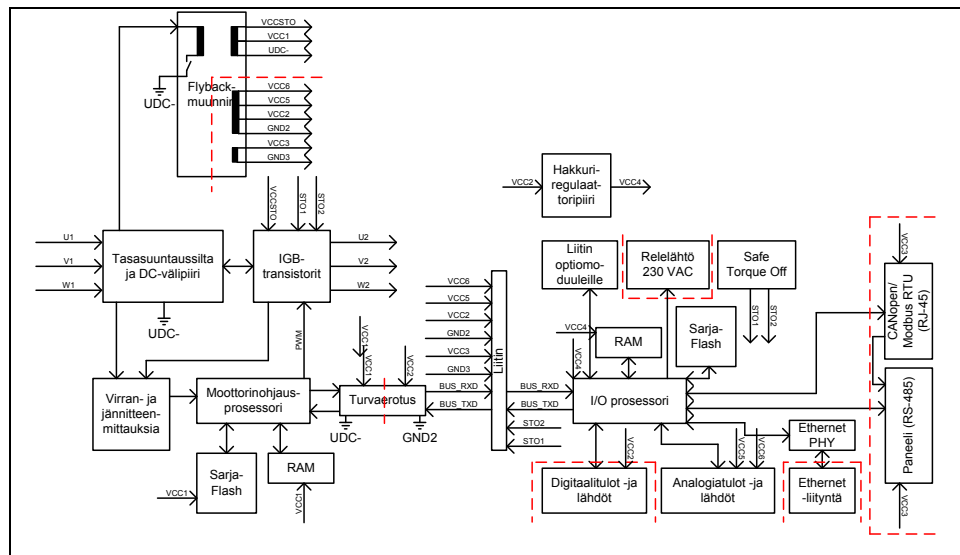 VCCSTO
VCC1
UDC-
Flyback-
muunnin
UDC-
VCC6
VCC5
VCC2
GND2
VCC3
GND3
Hakkuri-
regulaat-
toripiiri
VCC2
VCC4
VCCSTO
STO1
STO2
U1
V1
W1
Tasasuuntaussilta
ja DC-välipiiri
IGB-
transistorit
U2
V2
W2
UDC-
PWM
Liitin
optiomo-
duuleille
Relelähtö
230 VAC
Safe
Torque Off
STO1
STO2
VCC3
CANopen/
Modbus RTU
(RJ-45)
VCC6
VCC5
VCC2
GND2
VCC3
GND3
Liitin
VCC4
VCC4
RAM
Sarja-
Flash
Virran- ja
jännitteen-
mittauksia
Moottorinohjaus-
prosessori
VCC1
VCC1
VCC2
Turvaerotus
UDC-
GND2
BUS_RXD
BUS_TXD
BUS_RXD
BUS_TXD
STO2
STO1
I/O prosessori
Ethernet
PHY
Paneeli (RS-485)
VCC3
VCC1
Sarja-
Flash
RAM
VCC1
VCC2
Digitaalitulot -ja
lähdöt
VCC5
VCC6
Analogiatulot -ja
lähdöt
Ethernet
-liityntä